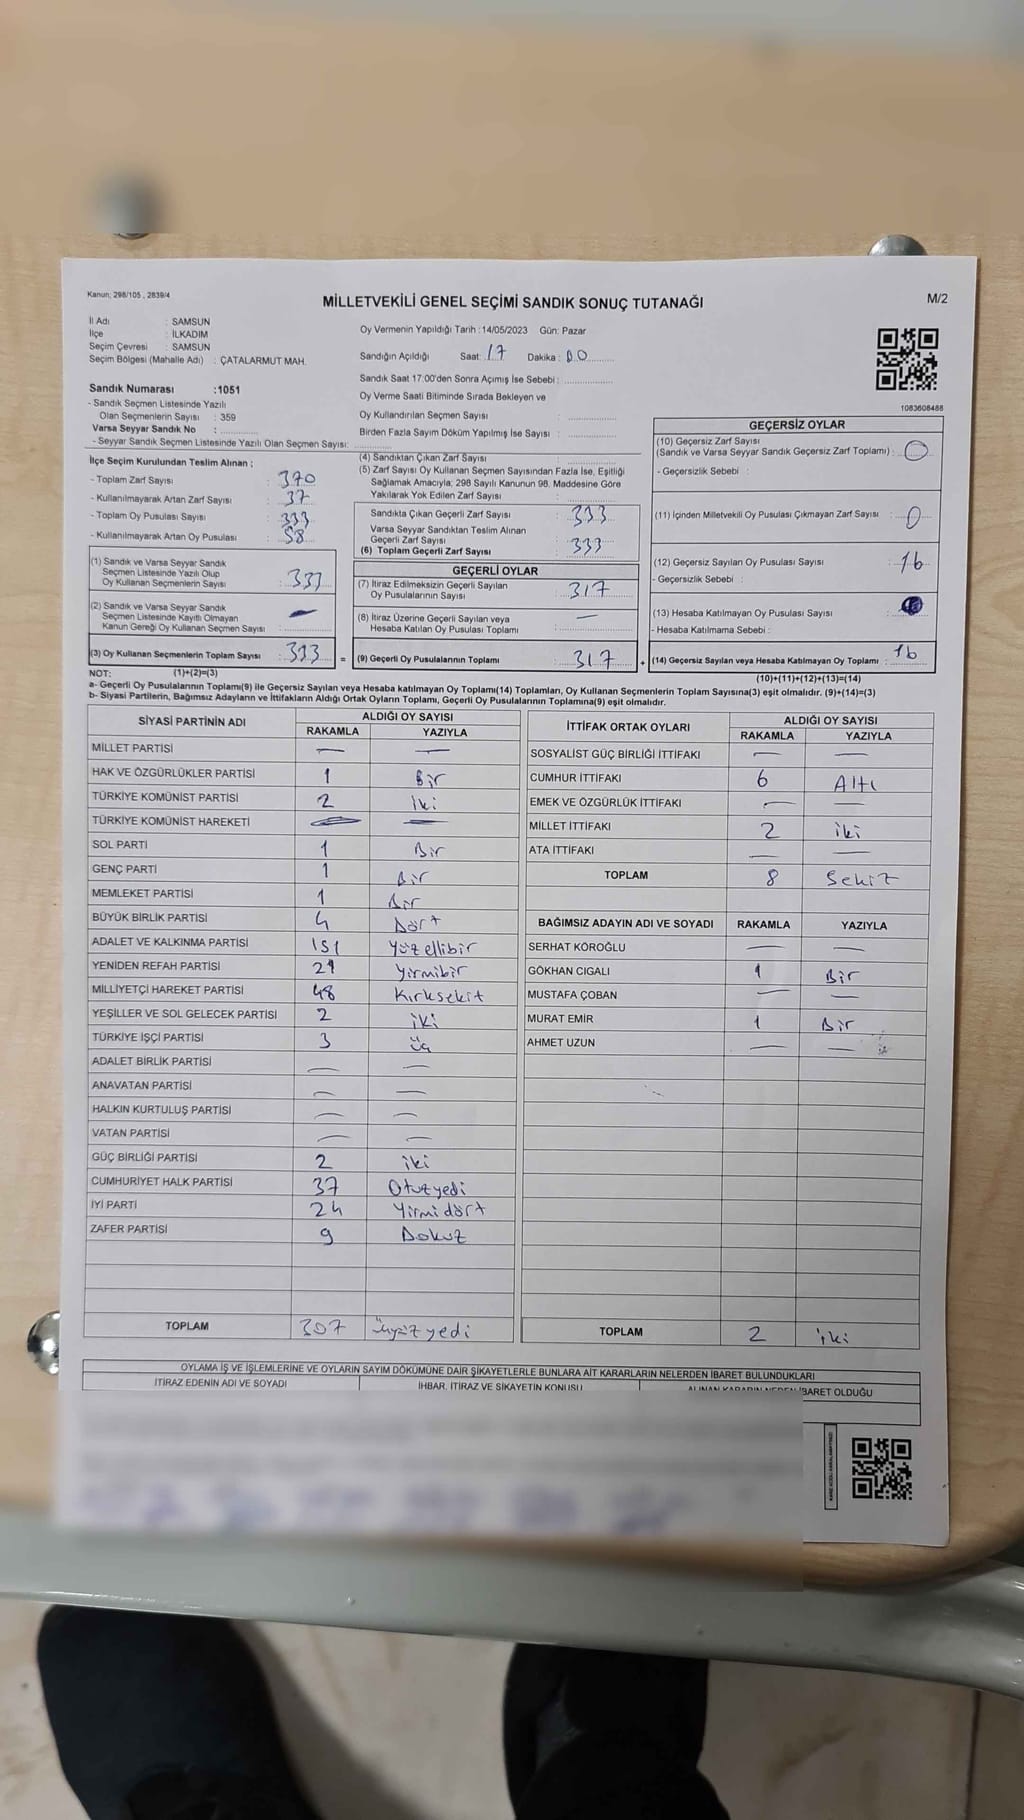 Kanun; 298/105 , 2839/4
MİLLETVEKİLİ GENEL SEÇİMİ SANDIK SONUÇ TUTANAĞI
M/2
İl Adı : SAMSUN
İlçe : İLKADIM
Seçim Çevresi : SAMSUN
Seçim Bölgesi (Mahalle Adı) : ÇATALARMUT MAH.
Sandık Numarası :1051
- Sandık Seçmen Listesinde Yazılı
Olan Seçmenlerin Sayısı : 359
Varsa Seyyar Sandık No :
- Seyyar Sandık Seçmen Listesinde Yazılı Olan Seçmen Sayısı:
Oy Vermenin Yapıldığı Tarih : 14/05/2023 Gün: Pazar
Sandığın Açıldığı Saat: 17 Dakika : 00
Sandık Saat 17:00'den Sonra Açımış İse Sebebi :
Oy Verme Saati Bitiminde Sırada Bekleyen ve
Oy Kullandırılan Seçmen Sayısı :
Birden Fazla Sayım Döküm Yapılmış İse Sayısı :
1083608488
İlçe Seçim Kurulundan Teslim Alınan ;
- Toplam Zarf Sayısı : 370
- Kullanılmayarak Artan Zarf Sayısı : 37
- Toplam Oy Pusulası Sayısı : 333
- Kullanılmayarak Artan Oy Pusulası : 58
(1) Sandık ve Varsa Seyyar Sandık
Seçmen Listesinde Yazılı Olup
Oy Kullanan Seçmenlerin Sayısı : 333
(2) Sandık ve Varsa Seyyar Sandık
Seçmen Listesinde Kayıtlı Olmayan
Kanun Gereği Oy Kullanan Seçmen Sayısı : —
(3) Oy Kullanan Seçmenlerin Toplam Sayısı : 333
(4) Sandıktan Çıkan Zarf Sayısı :
(5) Zarf Sayısı Oy Kullanan Seçmen Sayısından Fazla İse, Eşitliği
Sağlamak Amacıyla; 298 Sayılı Kanunun 98. Maddesine Göre
Yakılarak Yok Edilen Zarf Sayısı :
Sandıkta Çıkan Geçerli Zarf Sayısı : 333
Varsa Seyyar Sandıktan Teslim Alınan
Geçerli Zarf Sayısı :
(6) Toplam Geçerli Zarf Sayısı : 333
GEÇERLİ OYLAR
(7) İtiraz Edilmeksizin Geçerli Sayılan
Oy Pusulalarının Sayısı : 317
(8) İtiraz Üzerine Geçerli Sayılan veya
Hesaba Katılan Oy Pusulası Toplamı : —
= (9) Geçerli Oy Pusulalarının Toplamı : 317
GEÇERSİZ OYLAR
(10) Geçersiz Zarf Sayısı
(Sandık ve Varsa Seyyar Sandık Geçersiz Zarf Toplamı) : 0
- Geçersizlik Sebebi :
(11) İçinden Milletvekili Oy Pusulası Çıkmayan Zarf Sayısı : 0
(12) Geçersiz Sayılan Oy Pusulası Sayısı : 16
- Geçersizlik Sebebi :
(13) Hesaba Katılmayan Oy Pusulası Sayısı :
- Hesaba Katılmama Sebebi :
+ (14) Geçersiz Sayılan veya Hesaba Katılmayan Oy Toplamı : 16
NOT: (1)+(2)=(3)
(10)+(11)+(12)+(13)=(14)
a- Geçerli Oy Pusulalarının Toplamı(9) ile Geçersiz Sayılan veya Hesaba katılmayan Oy Toplamı(14) Toplamları, Oy Kullanan Seçmenlerin Toplam Sayısına(3) eşit olmalıdır. (9)+(14)=(3)
b- Siyasi Partilerin, Bağımsız Adayların ve İttifakların Aldığı Ortak Oyların Toplamı, Geçerli Oy Pusulalarının Toplamına(9) eşit olmalıdır.
SİYASİ PARTİNİN ADI ALDIĞI OY SAYISI
RAKAMLA YAZIYLA
MİLLET PARTİSİ — —
HAK VE ÖZGÜRLÜKLER PARTİSİ 1 Bir
TÜRKİYE KOMÜNİST PARTİSİ 2 İki
TÜRKİYE KOMÜNİST HAREKETİ — —
SOL PARTİ 1 Bir
GENÇ PARTİ 1 Bir
MEMLEKET PARTİSİ 1 Bir
BÜYÜK BİRLİK PARTİSİ 4 Dört
ADALET VE KALKINMA PARTİSİ 151 Yüzellibir
YENİDEN REFAH PARTİSİ 21 Yirmibir
MİLLİYETÇİ HAREKET PARTİSİ 48 Kırksekiz
YEŞİLLER VE SOL GELECEK PARTİSİ 2 iki
TÜRKİYE İŞÇİ PARTİSİ 3 üç
ADALET BİRLİK PARTİSİ — —
ANAVATAN PARTİSİ — —
HALKIN KURTULUŞ PARTİSİ — —
VATAN PARTİSİ — —
GÜÇ BİRLİĞİ PARTİSİ 2 iki
CUMHURİYET HALK PARTİSİ 37 Otuzyedi
İYİ PARTİ 24 Yirmidört
ZAFER PARTİSİ 9 Dokuz
TOPLAM 307 Üçyüzyedi
İTTİFAK ORTAK OYLARI ALDIĞI OY SAYISI
RAKAMLA YAZIYLA
SOSYALİST GÜÇ BİRLİĞİ İTTİFAKI — —
CUMHUR İTTİFAKI 6 Altı
EMEK VE ÖZGÜRLÜK İTTİFAKI — —
MİLLET İTTİFAKI 2 iki
ATA İTTİFAKI — —
TOPLAM 8 Sekiz
BAĞIMSIZ ADAYIN ADI VE SOYADI RAKAMLA YAZIYLA
SERHAT KÖROĞLU — —
GÖKHAN CIGALI 1 Bir
MUSTAFA ÇOBAN — —
MURAT EMİR 1 Bir
AHMET UZUN — —
TOPLAM 2 iki
OYLAMA İŞ VE İŞLEMLERİNE VE OYLARIN SAYIM DÖKÜMÜNE DAİR ŞİKAYETLERLE BUNLARA AİT KARARLARIN NELERDEN İBARET BULUNDUKLARI
İTİRAZ EDENİN ADI VE SOYADI İHBAR, İTİRAZ VE ŞİKAYETİN KONUSU ALINAN KARARIN NEDEN İBARET OLDUĞU